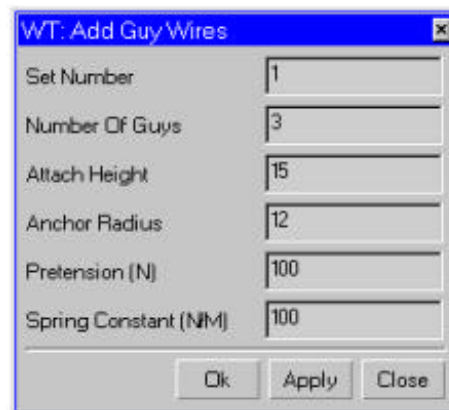 WT: Add Guy Wires
Set Number 1
Number Of Guys 3
Attach Height 15
Anchor Radius 12
Pretension (N) 100
Spring Constant (N/M) 100
Ok Apply Close